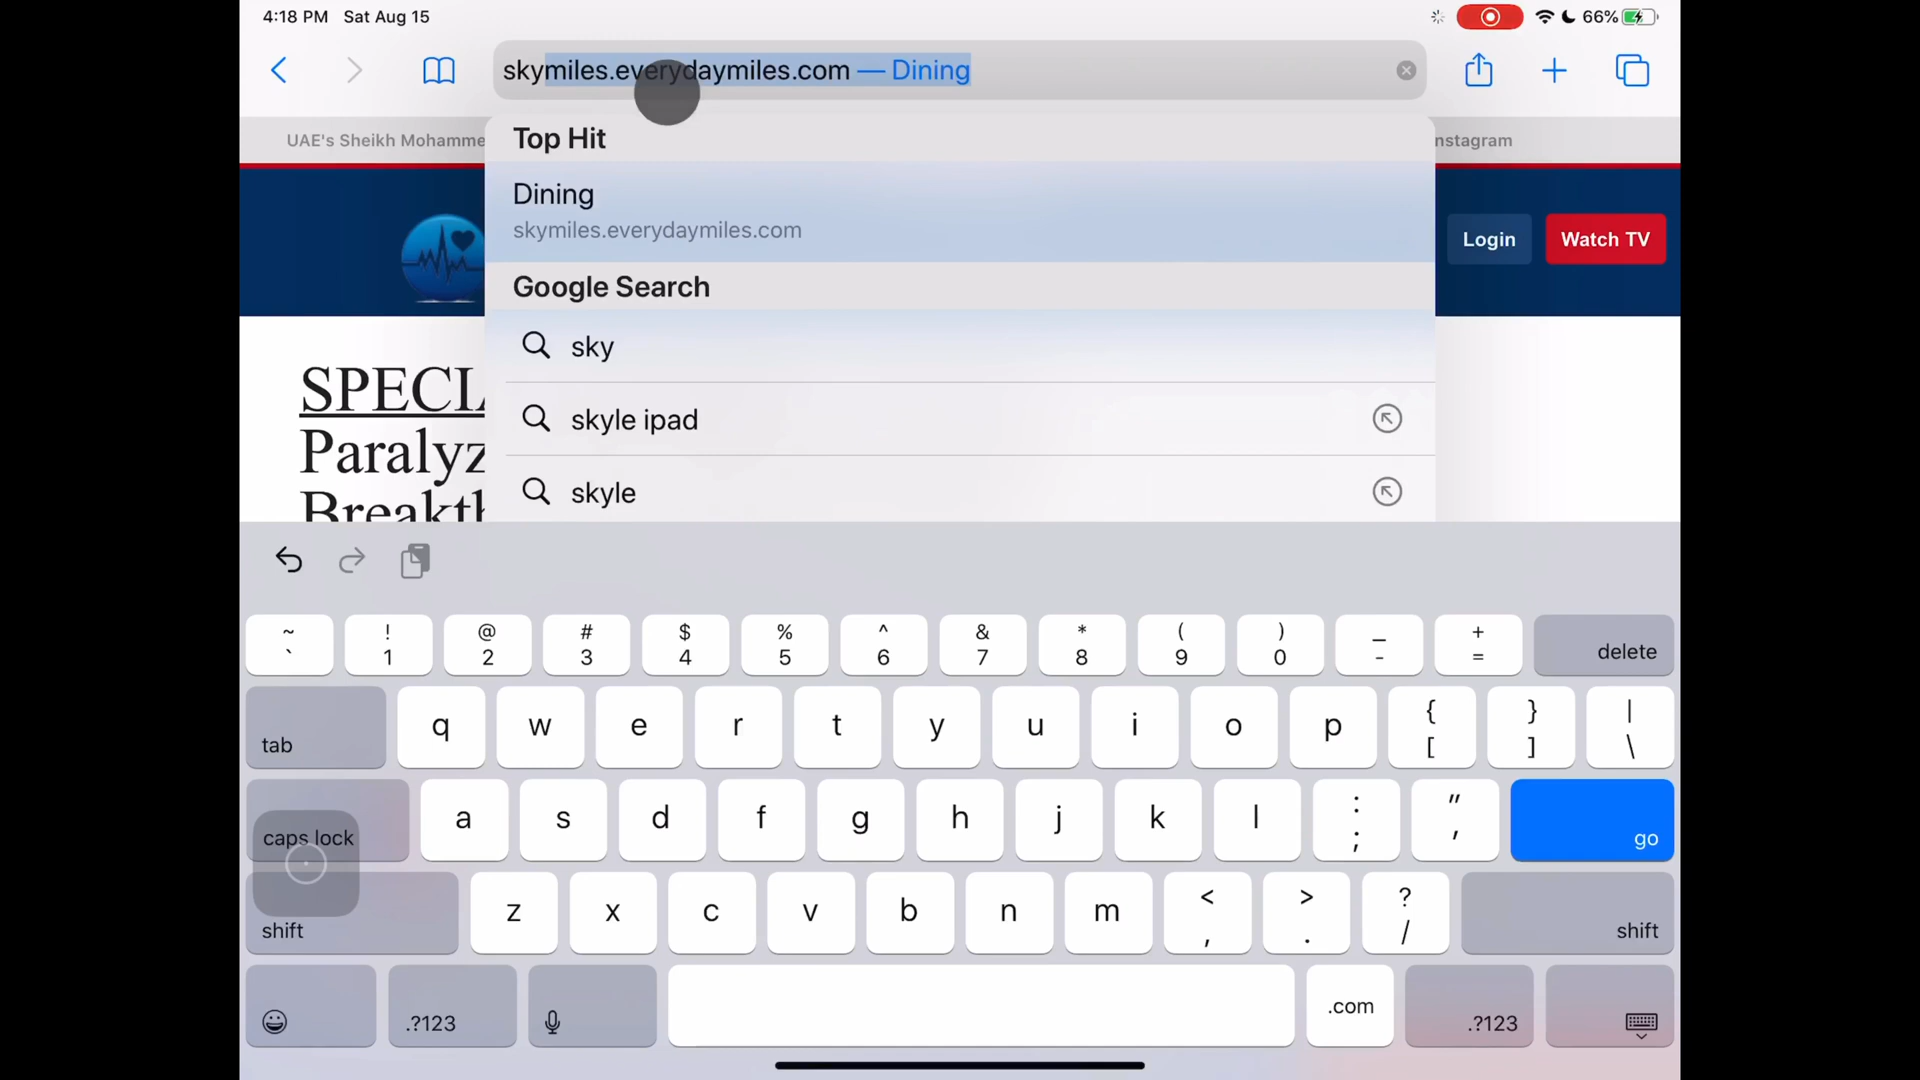 4:18 PM Sat Aug 15
66%
skymiles.everydaymiles.com — Dining
UAE's Sheikh Mohamme
nstagram
Top Hit
Dining
skymiles.everydaymiles.com
Login
Watch TV
Google Search
sky
SPECIA
skyle ipad
Paralyz
skyle
Breakth
~ ! @ # $ % ^ & * ( ) _ +
` 1 2 3 4 5 6 7 8 9 0 - = delete
tab q w e r t y u i o p { [ } ] | \
caps lock a s d f g h j k l : ; " ' go
shift z x c v b n m < , > . ? / shift
.?123 .com .?123